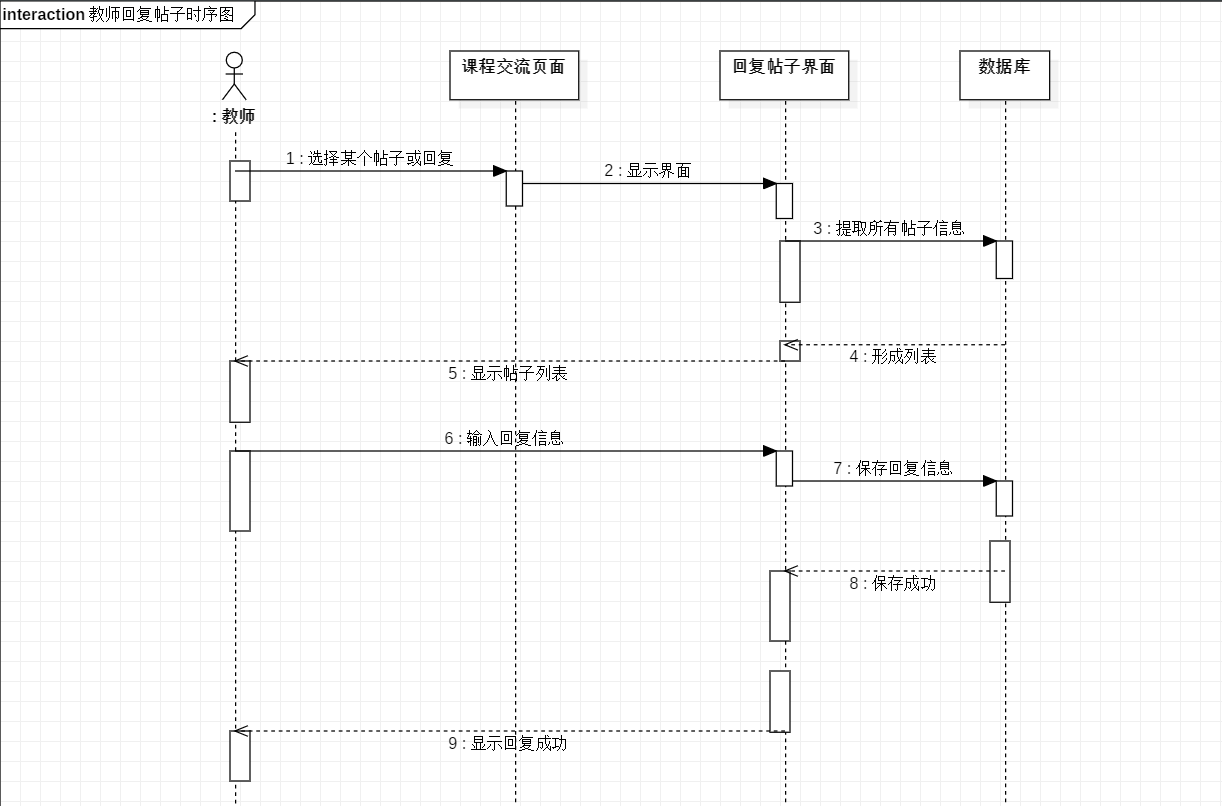 interaction 教师回复帖子时序图
课程交流页面
回复帖子界面
数据库
: 教师
1 : 选择某个帖子或回复
2 : 显示界面
3 : 提取所有帖子信息
4 : 形成列表
5 : 显示帖子列表
6 : 输入回复信息
7 : 保存回复信息
8 : 保存成功
9 : 显示回复成功